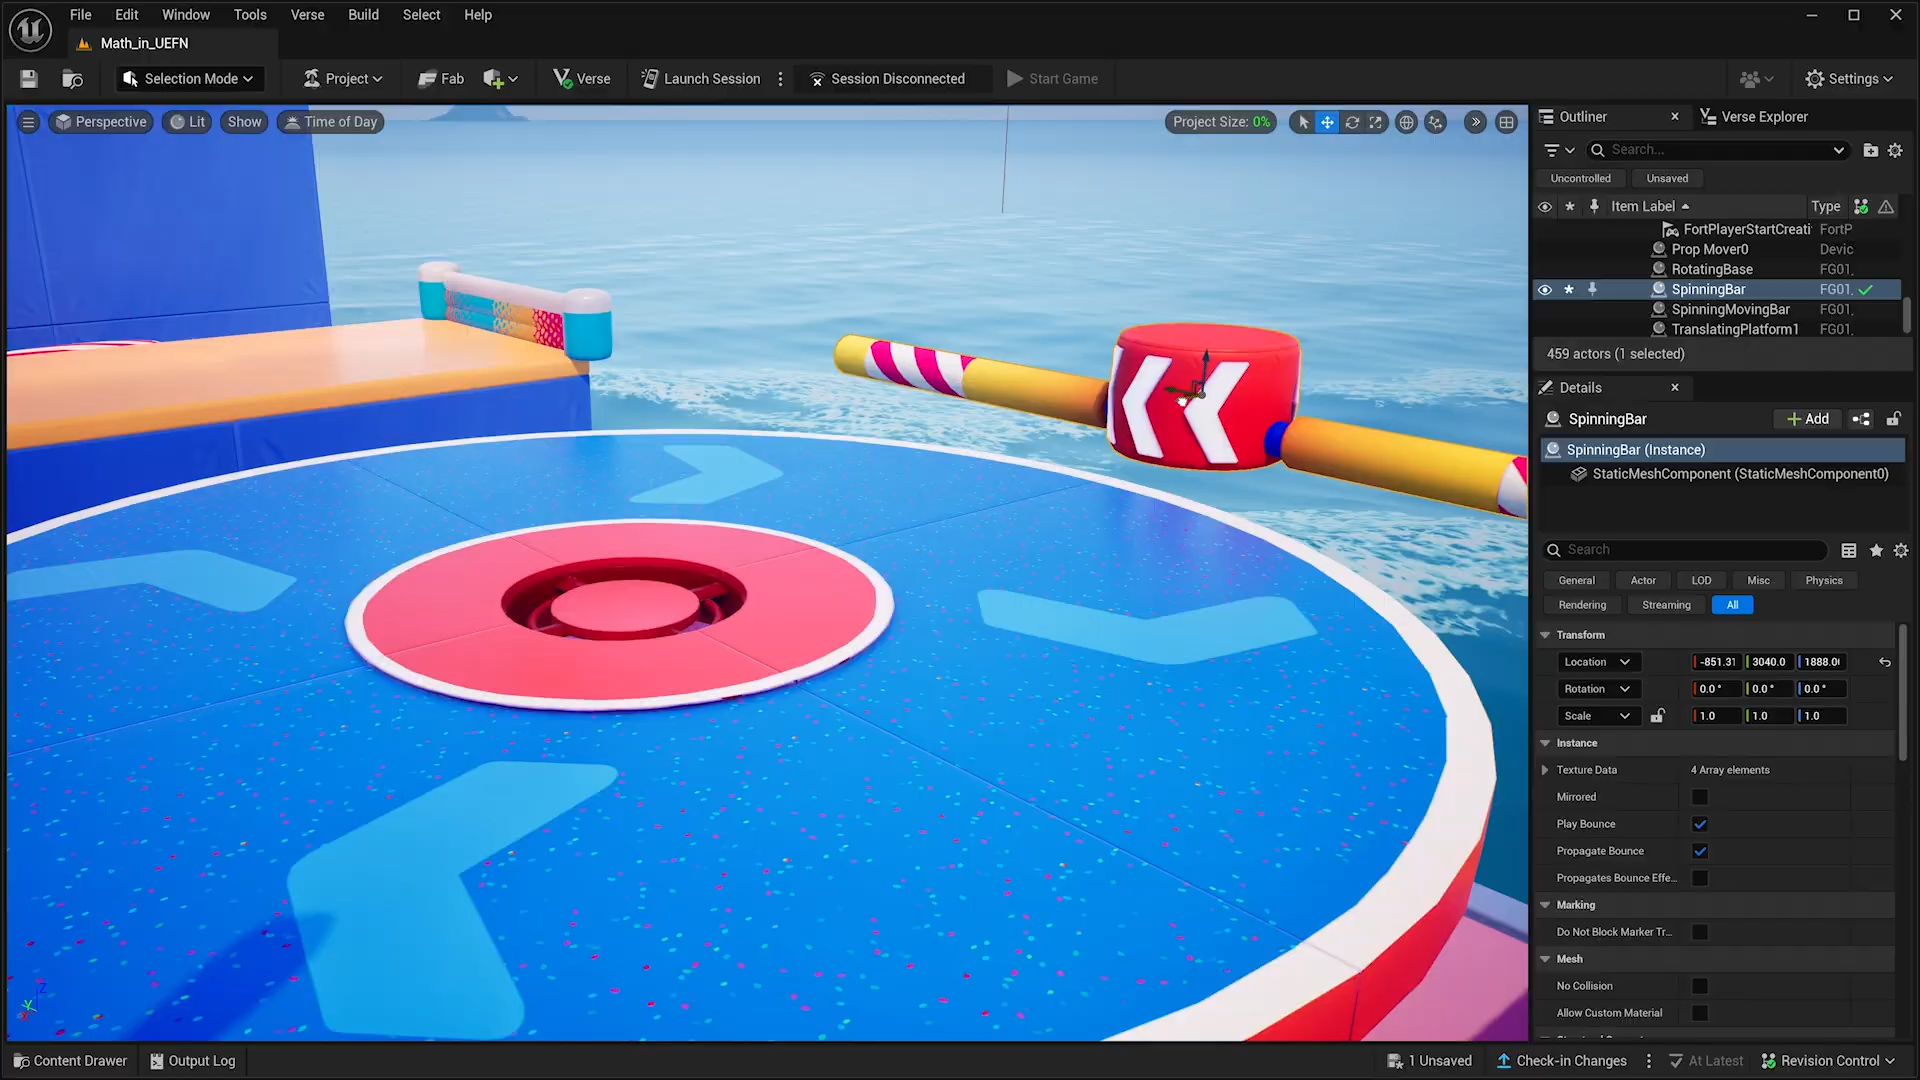 File Edit Window Tools Verse Build Select Help
Math_in_UEFN
Selection Mode Project Fab Verse Launch Session Session Disconnected Start Game Settings
Perspective Lit Show Time of Day Project Size: 0%
Outliner Verse Explorer
Search...
Uncontrolled Unsaved
Item Label Type
FortPlayerStartCreati FortP
Prop Mover0 Devic
RotatingBase FG01_
SpinningBar FG01_
SpinningMovingBar FG01_
TranslatingPlatform1 FG01_
459 actors (1 selected)
Details
SpinningBar Add
SpinningBar (Instance)
StaticMeshComponent (StaticMeshComponent0)
Search
General Actor LOD Misc Physics
Rendering Streaming All
Transform
Location -851.31 3040.0 1888.0
Rotation 0.0° 0.0° 0.0°
Scale 1.0 1.0 1.0
Instance
Texture Data 4 Array elements
Mirrored
Play Bounce
Propagate Bounce
Propagates Bounce Effe...
Marking
Do Not Block Marker Tr...
Mesh
No Collision
Allow Custom Material
Z
Y
X
Content Drawer Output Log 1 Unsaved Check-in Changes At Latest Revision Control